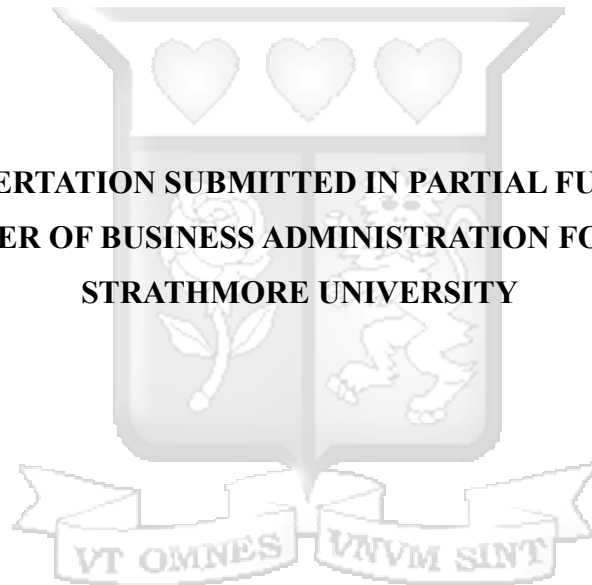 ERTATION SUBMITTED IN PARTIAL FU
ER OF BUSINESS ADMINISTRATION FO
STRATHMORE UNIVERSITY
VT OMNES VNVM SINT